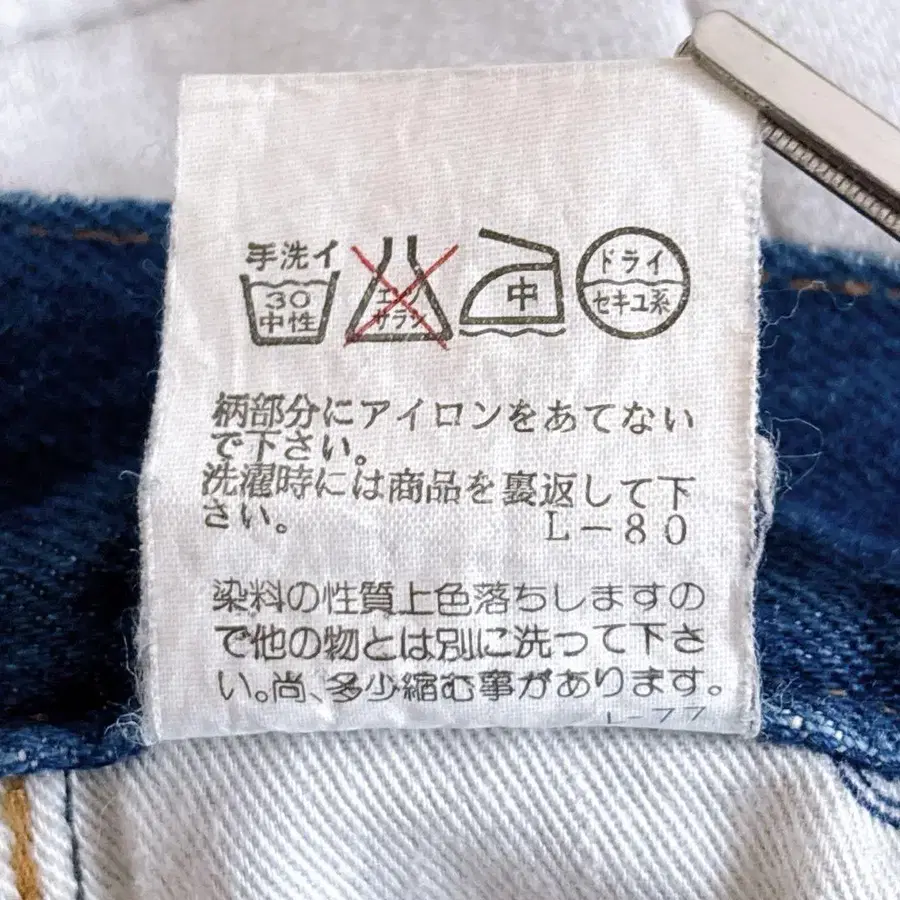 手洗イ
30
中性
エンソ
サラシ
中
ドライ
セキユ系
柄部分にアイロンをあてない
で下さい。
洗濯時には商品を裏返して下
さい。
L-80
染料の性質上色落ちしますの
で他の物とは別に洗って下さ
い。尚、多少縮む事があります。
L-77